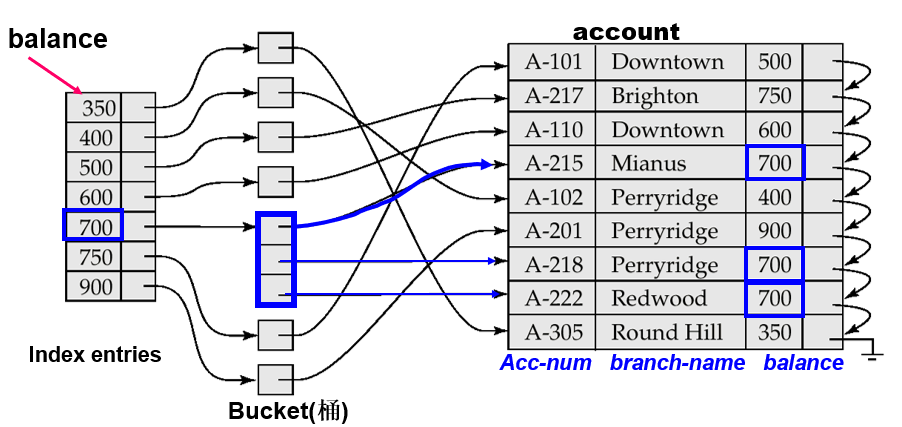 balance
350
400
500
600
700
750
900
Index entries
Bucket(桶)
account
A-101 Downtown 500
A-217 Brighton 750
A-110 Downtown 600
A-215 Mianus 700
A-102 Perryridge 400
A-201 Perryridge 900
A-218 Perryridge 700
A-222 Redwood 700
A-305 Round Hill 350
Acc-num branch-name balance